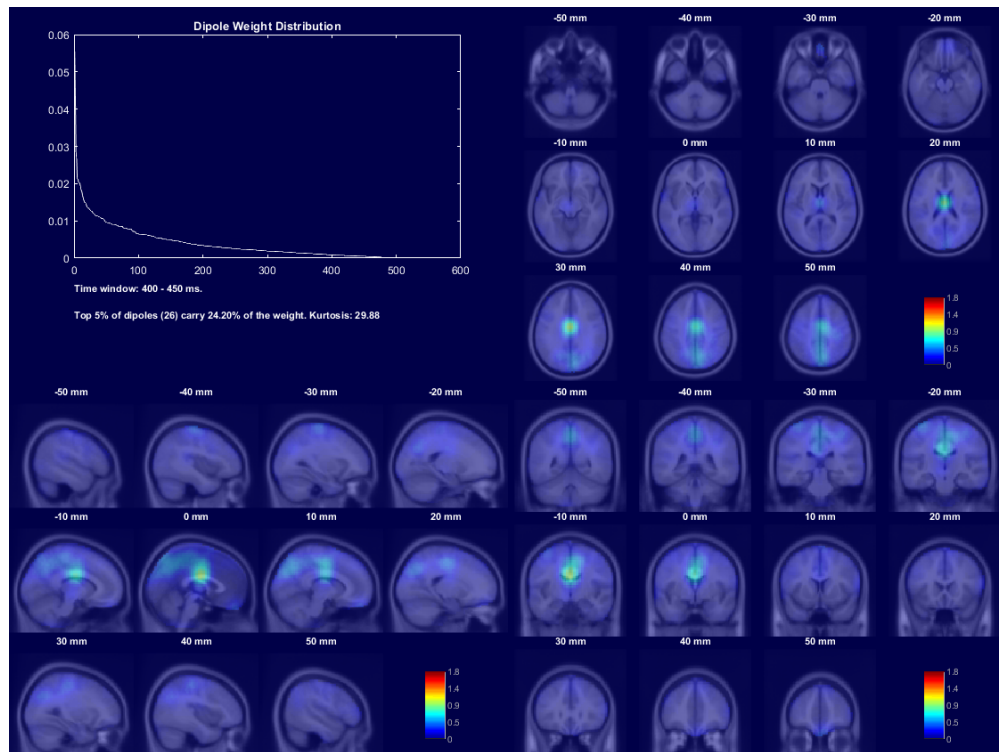 Dipole Weight Distribution
0.06
0.05
0.04
0.03
0.02
0.01
0
0 100 200 300 400 500 600
Time window: 400 - 450 ms.
Top 5% of dipoles (26) carry 24.20% of the weight. Kurtosis: 29.88
-50 mm -40 mm -30 mm -20 mm
-10 mm 0 mm 10 mm 20 mm
30 mm 40 mm 50 mm
1.8
1.4
0.9
0.5
0
-50 mm -40 mm -30 mm -20 mm
-10 mm 0 mm 10 mm 20 mm
30 mm 40 mm 50 mm
1.8
1.4
0.9
0.5
0
-50 mm -40 mm -30 mm -20 mm
-10 mm 0 mm 10 mm 20 mm
30 mm 40 mm 50 mm
1.8
1.4
0.9
0.5
0